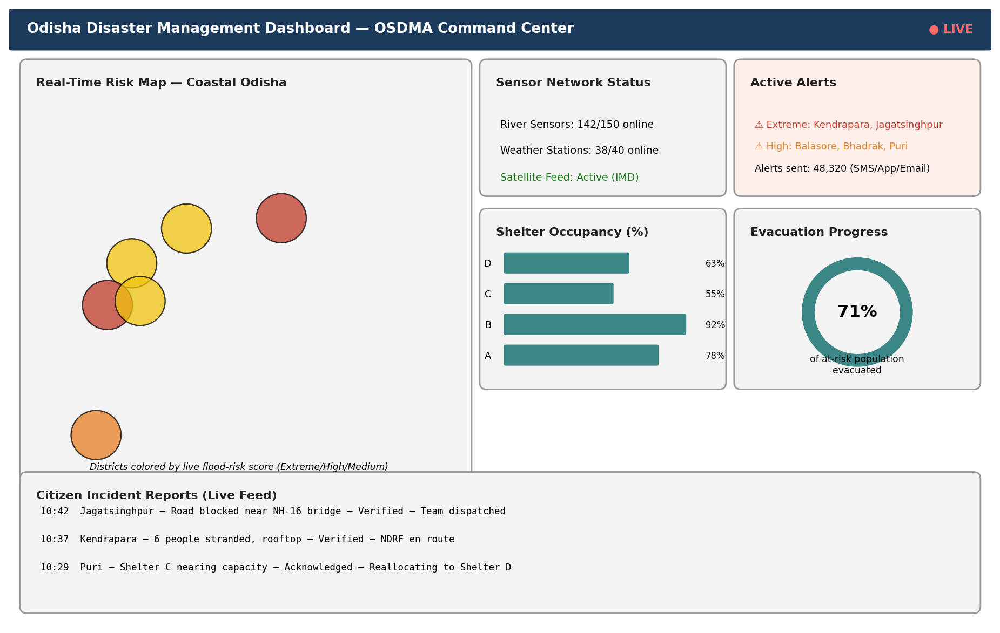 Odisha Disaster Management Dashboard — OSDMA Command Center
● LIVE
Real-Time Risk Map — Coastal Odisha
Districts colored by live flood-risk score (Extreme/High/Medium)
Sensor Network Status
River Sensors: 142/150 online
Weather Stations: 38/40 online
Satellite Feed: Active (IMD)
Active Alerts
⚠ Extreme: Kendrapara, Jagatsinghpur
⚠ High: Balasore, Bhadrak, Puri
Alerts sent: 48,320 (SMS/App/Email)
Shelter Occupancy (%)
D 63%
C 55%
B 92%
A 78%
Evacuation Progress
71%
of at-risk population
evacuated
Citizen Incident Reports (Live Feed)
10:42 Jagatsinghpur — Road blocked near NH-16 bridge — Verified — Team dispatched
10:37 Kendrapara — 6 people stranded, rooftop — Verified — NDRF en route
10:29 Puri — Shelter C nearing capacity — Acknowledged — Reallocating to Shelter D